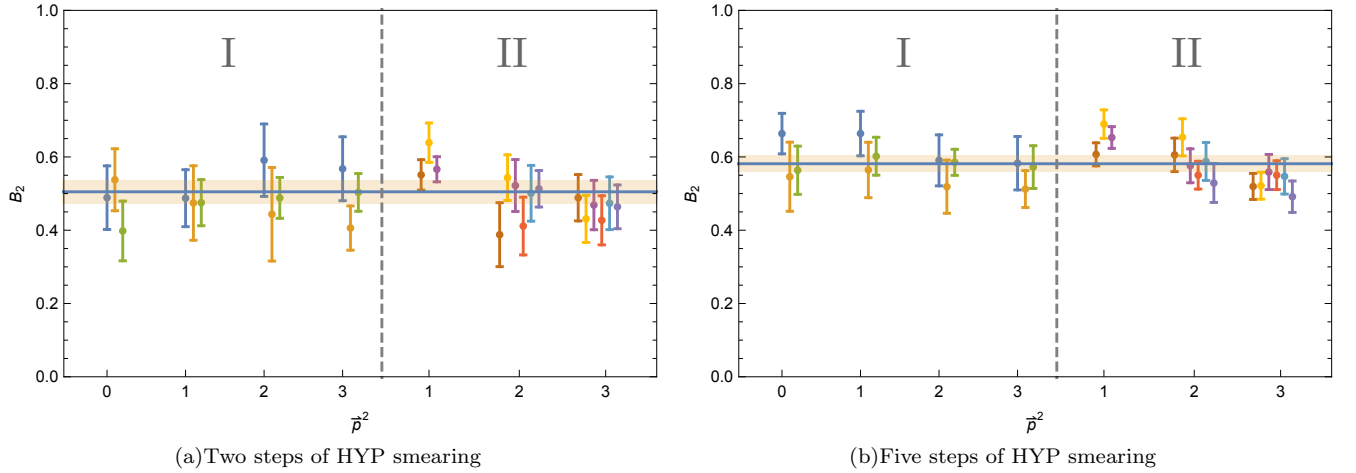 I
II
1.0
0.8
0.6
0.4
0.2
0.0
B₂
0 1 2 3 1 2 3
p⃗ ²
(a)Two steps of HYP smearing
I
II
1.0
0.8
0.6
0.4
0.2
0.0
B₂
0 1 2 3 1 2 3
p⃗ ²
(b)Five steps of HYP smearing